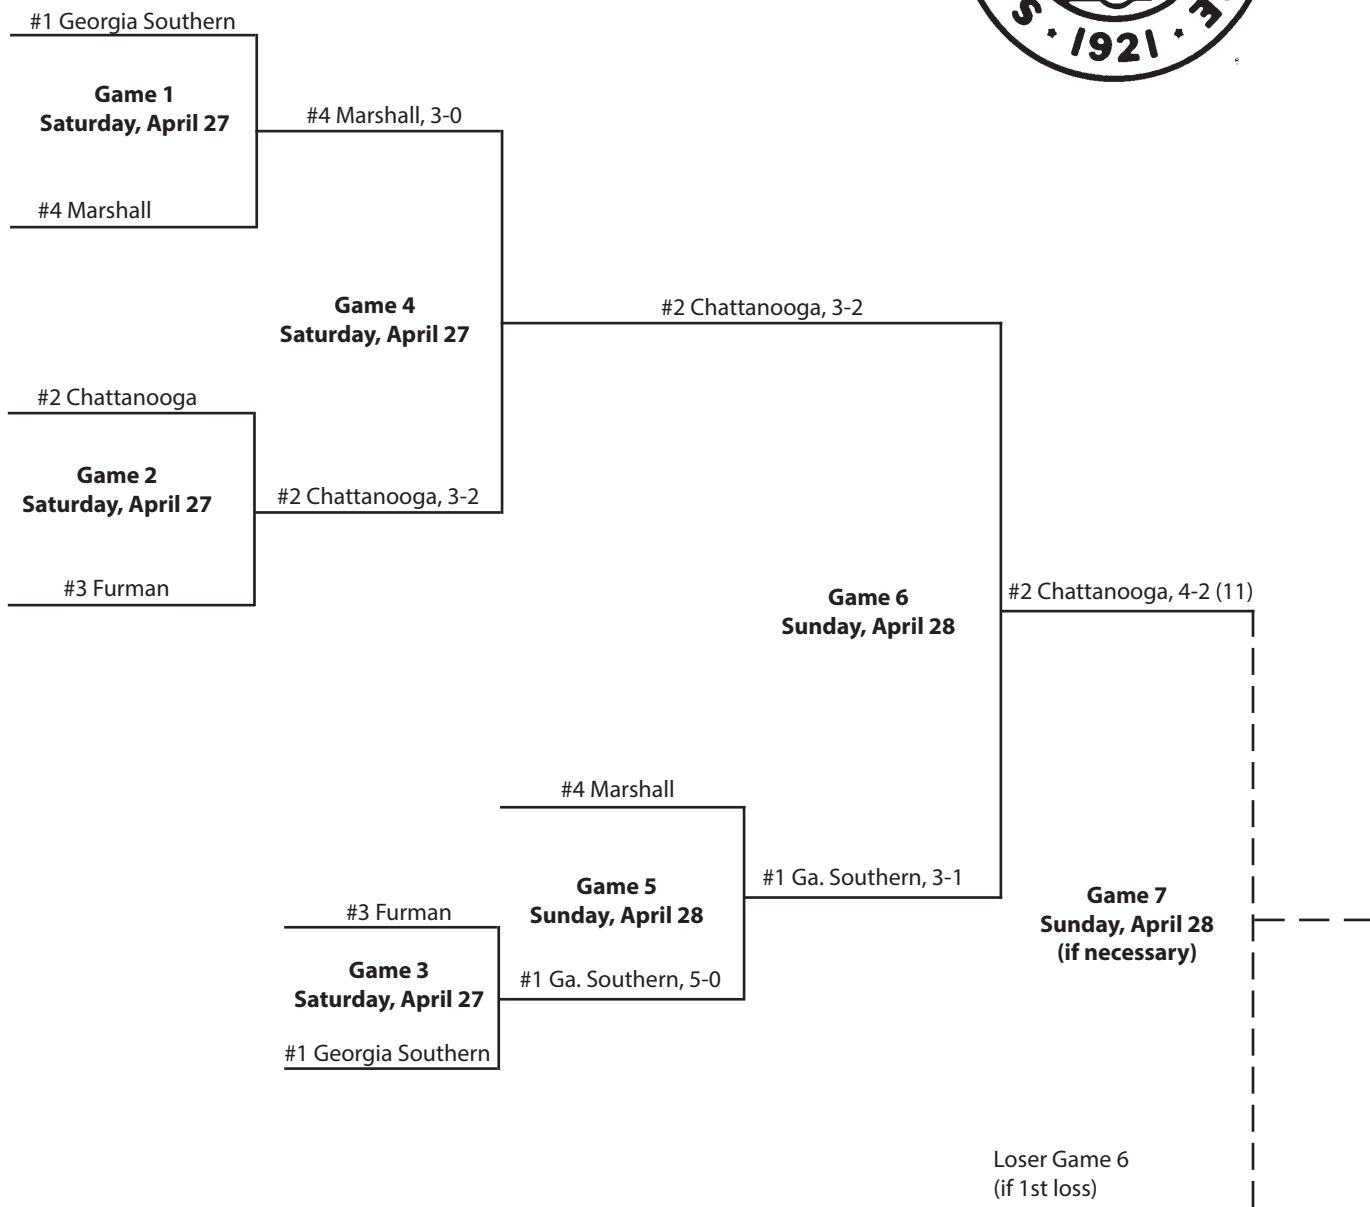 #1 Georgia Southern
S · 1921 ·
Game 1
Saturday, April 27
#4 Marshall, 3-0
#4 Marshall
Game 4
Saturday, April 27
#2 Chattanooga, 3-2
#2 Chattanooga
Game 2
Saturday, April 27
#2 Chattanooga, 3-2
#3 Furman
Game 6
Sunday, April 28
#2 Chattanooga, 4-2 (11)
#4 Marshall
Game 5
Sunday, April 28
#1 Ga. Southern, 3-1
Game 7
Sunday, April 28
(if necessary)
#3 Furman
Game 3
Saturday, April 27
#1 Ga. Southern, 5-0
#1 Georgia Southern
Loser Game 6
(if 1st loss)